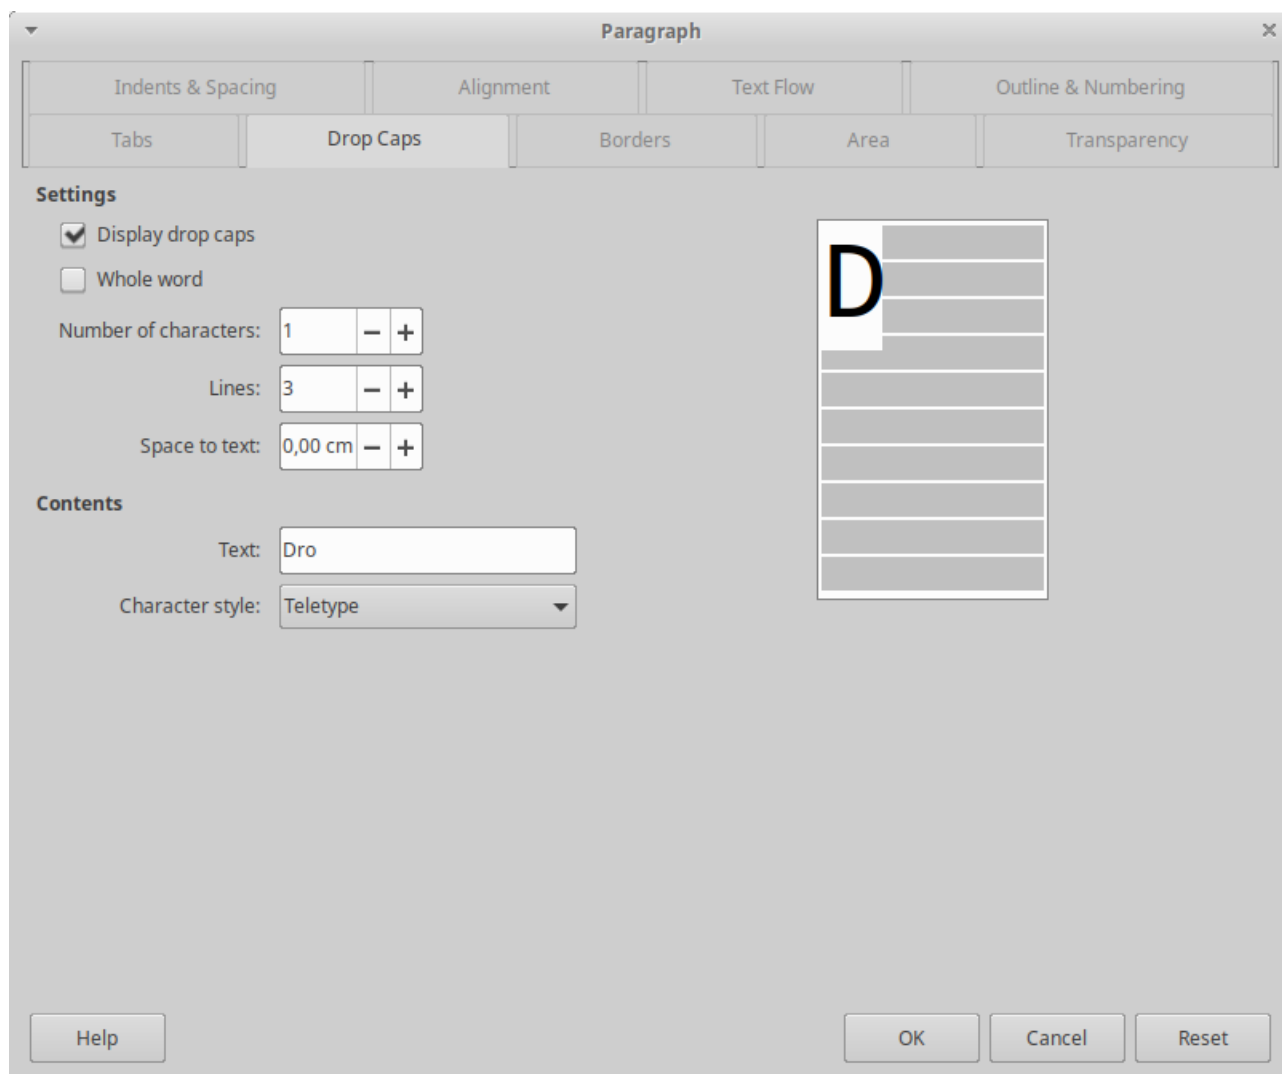 Paragraph
Indents & Spacing Alignment Text Flow Outline & Numbering
Tabs Drop Caps Borders Area Transparency
Settings
Display drop caps
Whole word
Number of characters: 1
Lines: 3
Space to text: 0,00 cm
Contents
Text: Dro
Character style: Teletype
D
Help OK Cancel Reset